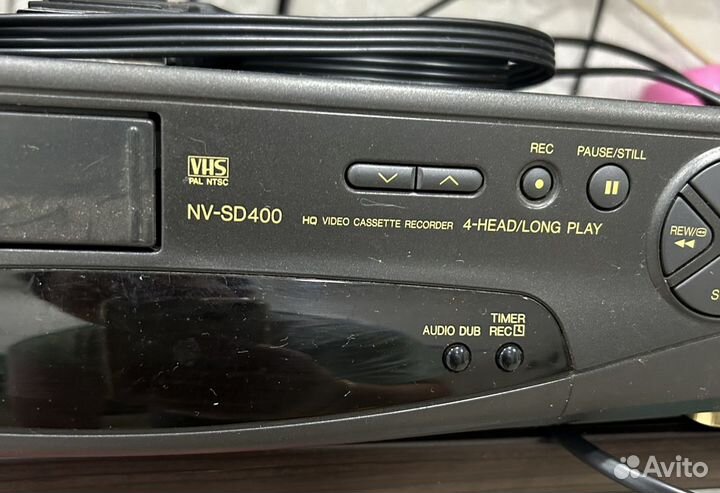 VHS
PAL NTSC
NV-SD400
HQ VIDEO CASSETTE RECORDER 4-HEAD/LONG PLAY
REC
PAUSE/STILL
REW/
S
AUDIO DUB
TIMER
REC
Avito